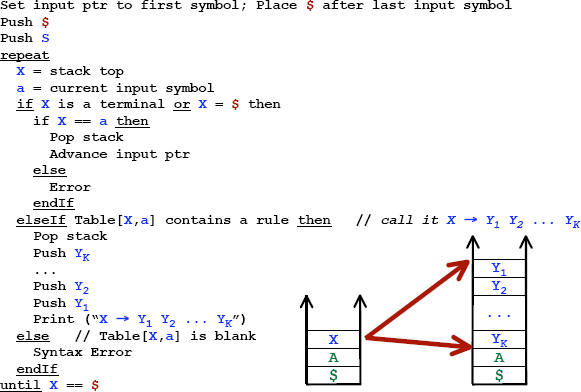 Set input ptr to first symbol; Place $ after last input symbol
Push $
Push S
repeat
X = stack top
a = current input symbol
if X is a terminal or X = $ then
if X == a then
Pop stack
Advance input ptr
else
Error
endIf
elseIf Table[X,a] contains a rule then // call it X → Y1 Y2 ... YK
Pop stack
Push YK
...
Push Y2
Push Y1
Print ("X → Y1 Y2 ... YK")
else // Table[X,a] is blank
Syntax Error
endIf
until X == $
X
A
$
Y1
Y2
...
YK
A
$